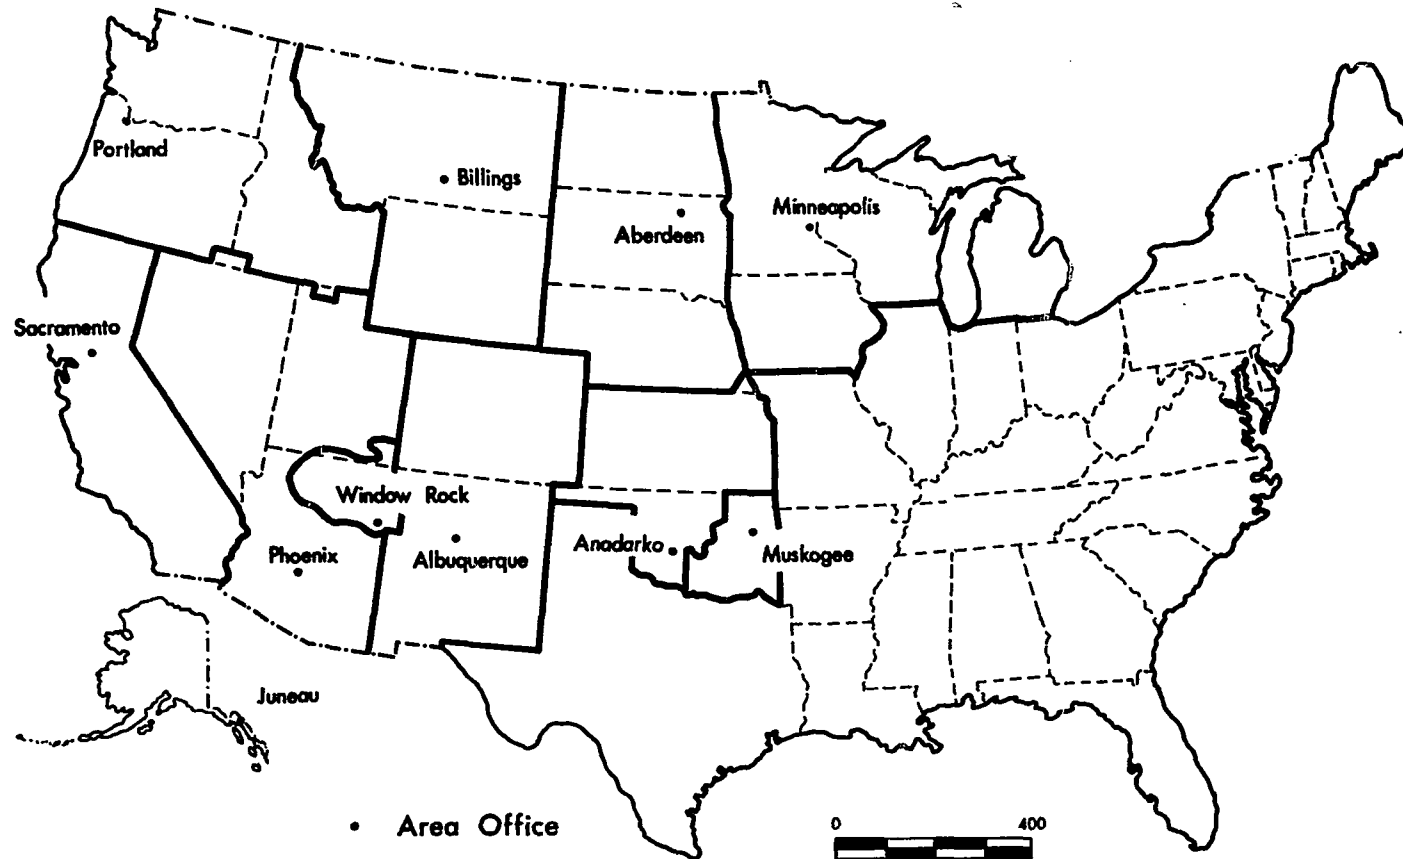 Portland
Billings
Minneapolis
Aberdeen
Sacramento
Window Rock
Phoenix
Albuquerque
Anadarko
Muskogee
Juneau
• Area Office
0 400